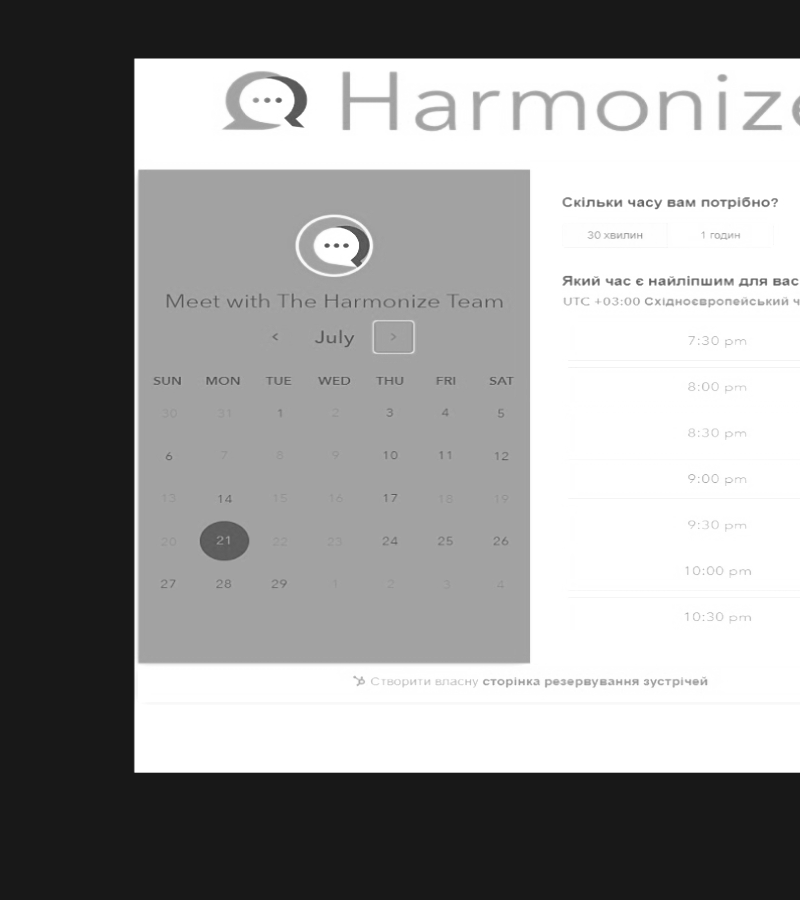 Harmonize
Meet with The Harmonize Team
< July >
SUN MON TUE WED THU FRI SAT
30 31 1 2 3 4 5
6 7 8 9 10 11 12
13 14 15 16 17 18 19
20 21 22 23 24 25 26
27 28 29 1 2 3 4
Скільки часу вам потрібно?
30 хвилин 1 годин
Який час є найліпшим для вас
UTC +03:00 Східноєвропейський ч
7:30 pm
8:00 pm
8:30 pm
9:00 pm
9:30 pm
10:00 pm
10:30 pm
Створити власну сторінка резервування зустрічей